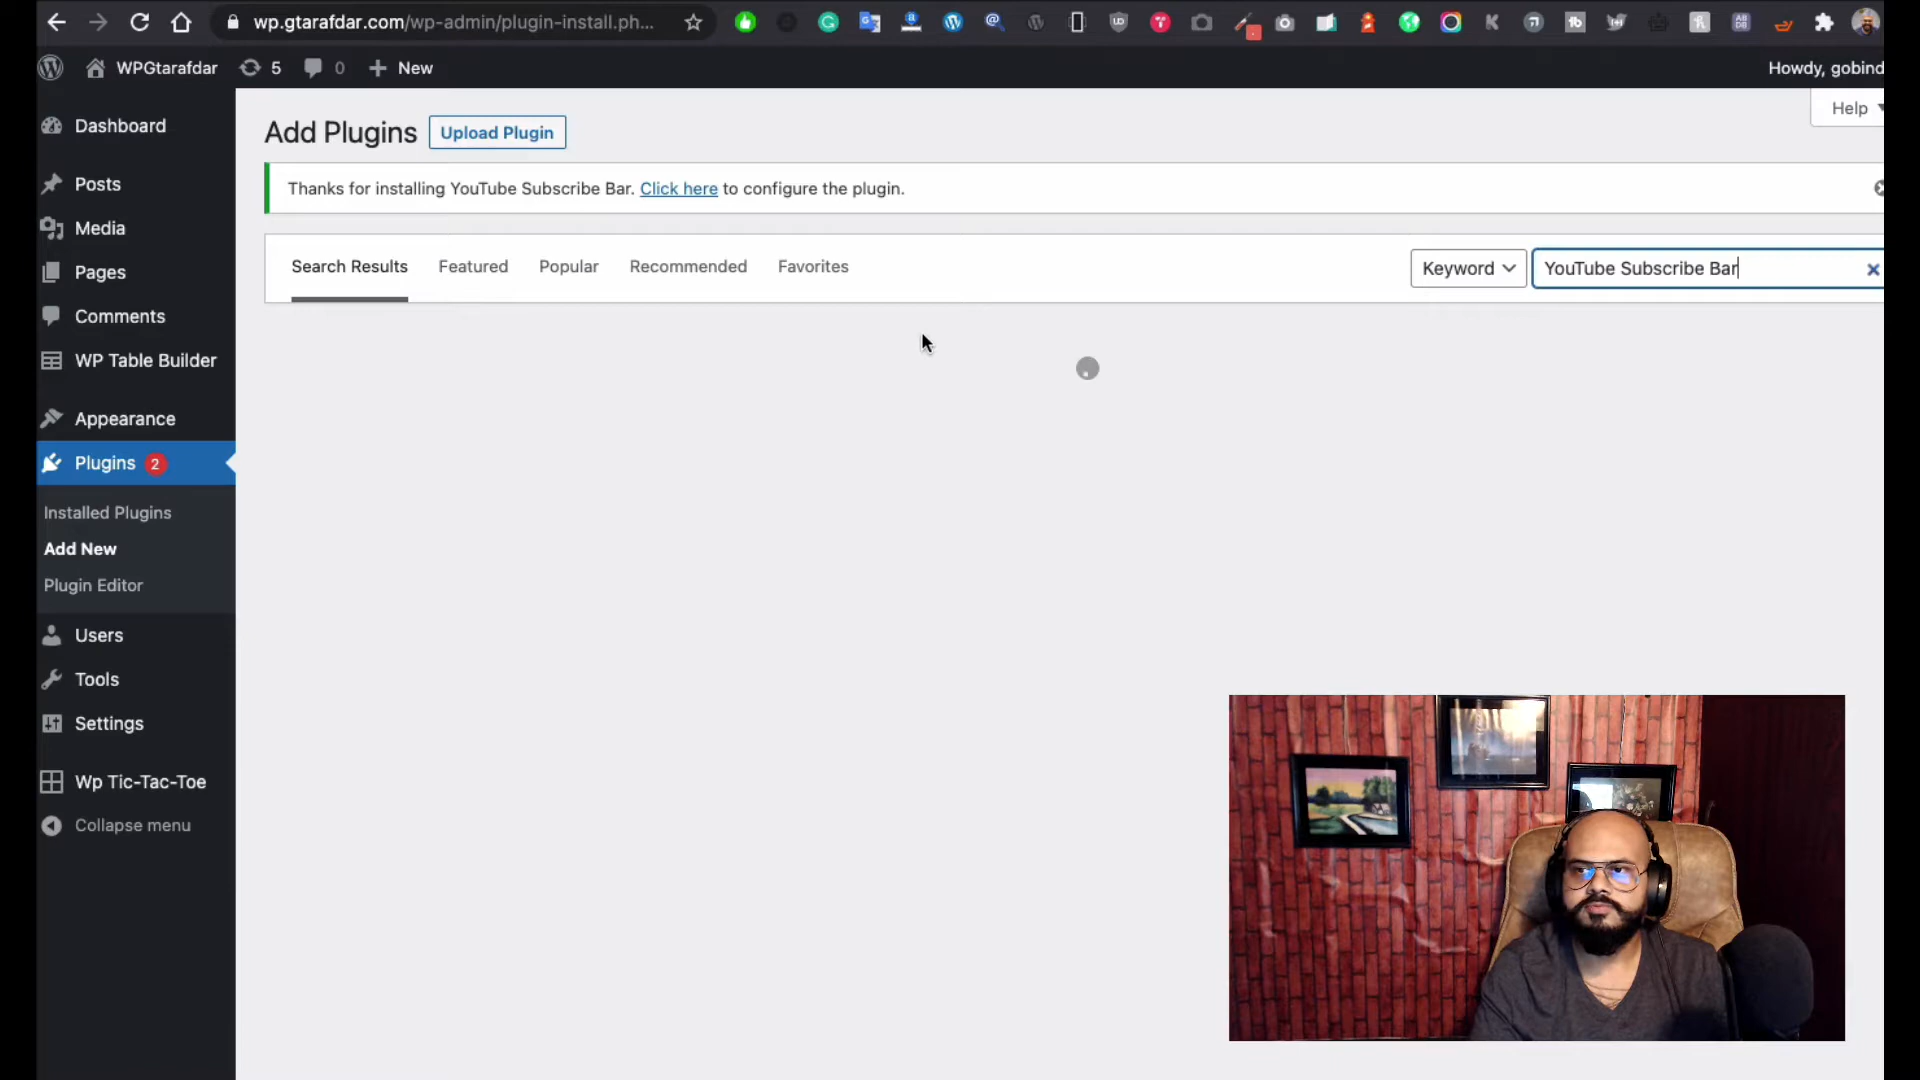 wp.gtarafdar.com/wp-admin/plugin-install.ph...
WPGtarafdar 5 0 New
Howdy, gobind
Dashboard
Posts
Media
Pages
Comments
WP Table Builder
Appearance
Plugins 2
Installed Plugins
Add New
Plugin Editor
Users
Tools
Settings
Wp Tic-Tac-Toe
Collapse menu
Help
Add Plugins Upload Plugin
Thanks for installing YouTube Subscribe Bar. Click here to configure the plugin.
Search Results Featured Popular Recommended Favorites Keyword YouTube Subscribe Bar